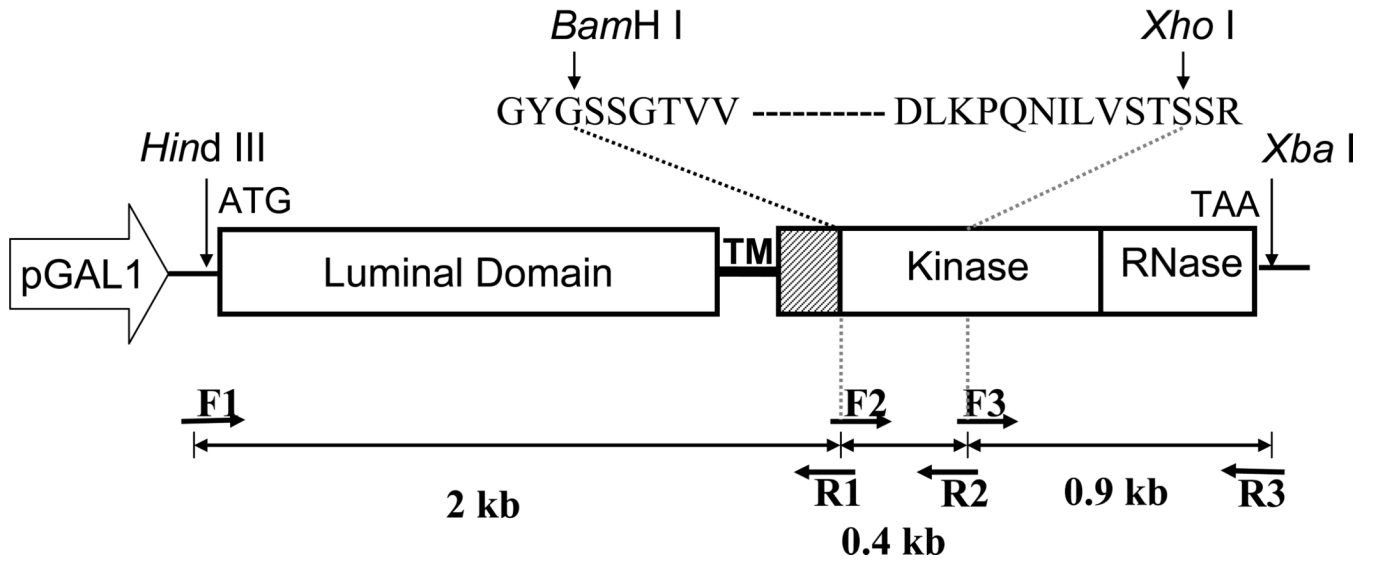 BamH I
Xho I
GYGSSGTVV ---------- DLKPQNILVSTSSR
Hind III
Xba I
ATG
TAA
pGAL1
Luminal Domain
TM
Kinase
RNase
F1
F2
F3
R1
R2
R3
2 kb
0.9 kb
0.4 kb